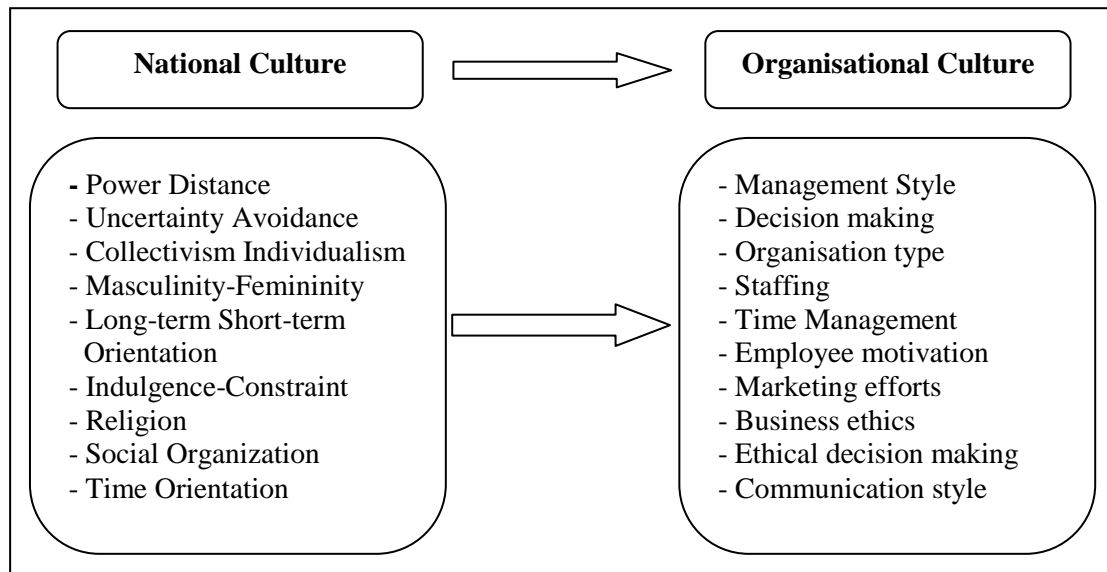 National Culture
Organisational Culture
- Power Distance
- Uncertainty Avoidance
- Collectivism Individualism
- Masculinity-Femininity
- Long-term Short-term
Orientation
- Indulgence-Constraint
- Religion
- Social Organization
- Time Orientation
- Management Style
- Decision making
- Organisation type
- Staffing
- Time Management
- Employee motivation
- Marketing efforts
- Business ethics
- Ethical decision making
- Communication style